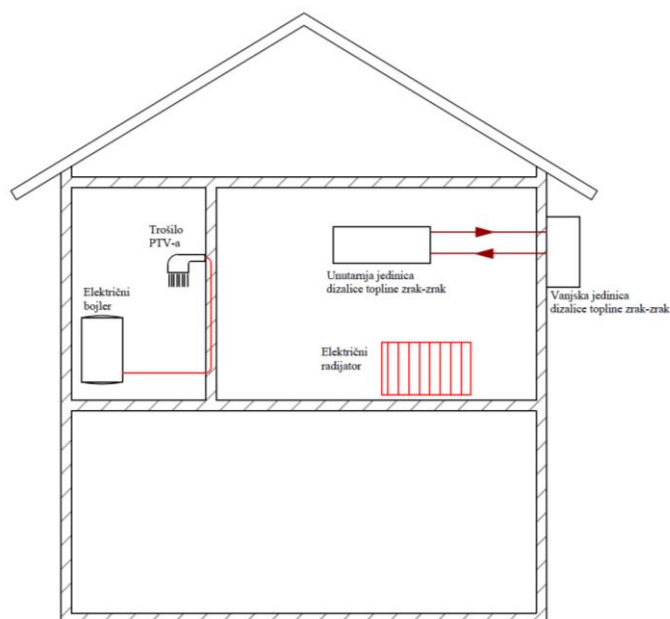 Trošilo
PTV-a
Električni
bojler
Unutarnja jedinica
dizalice topline zrak-zrak
Vanjska jedinica
dizalice topline zrak-zrak
Električni
radijator